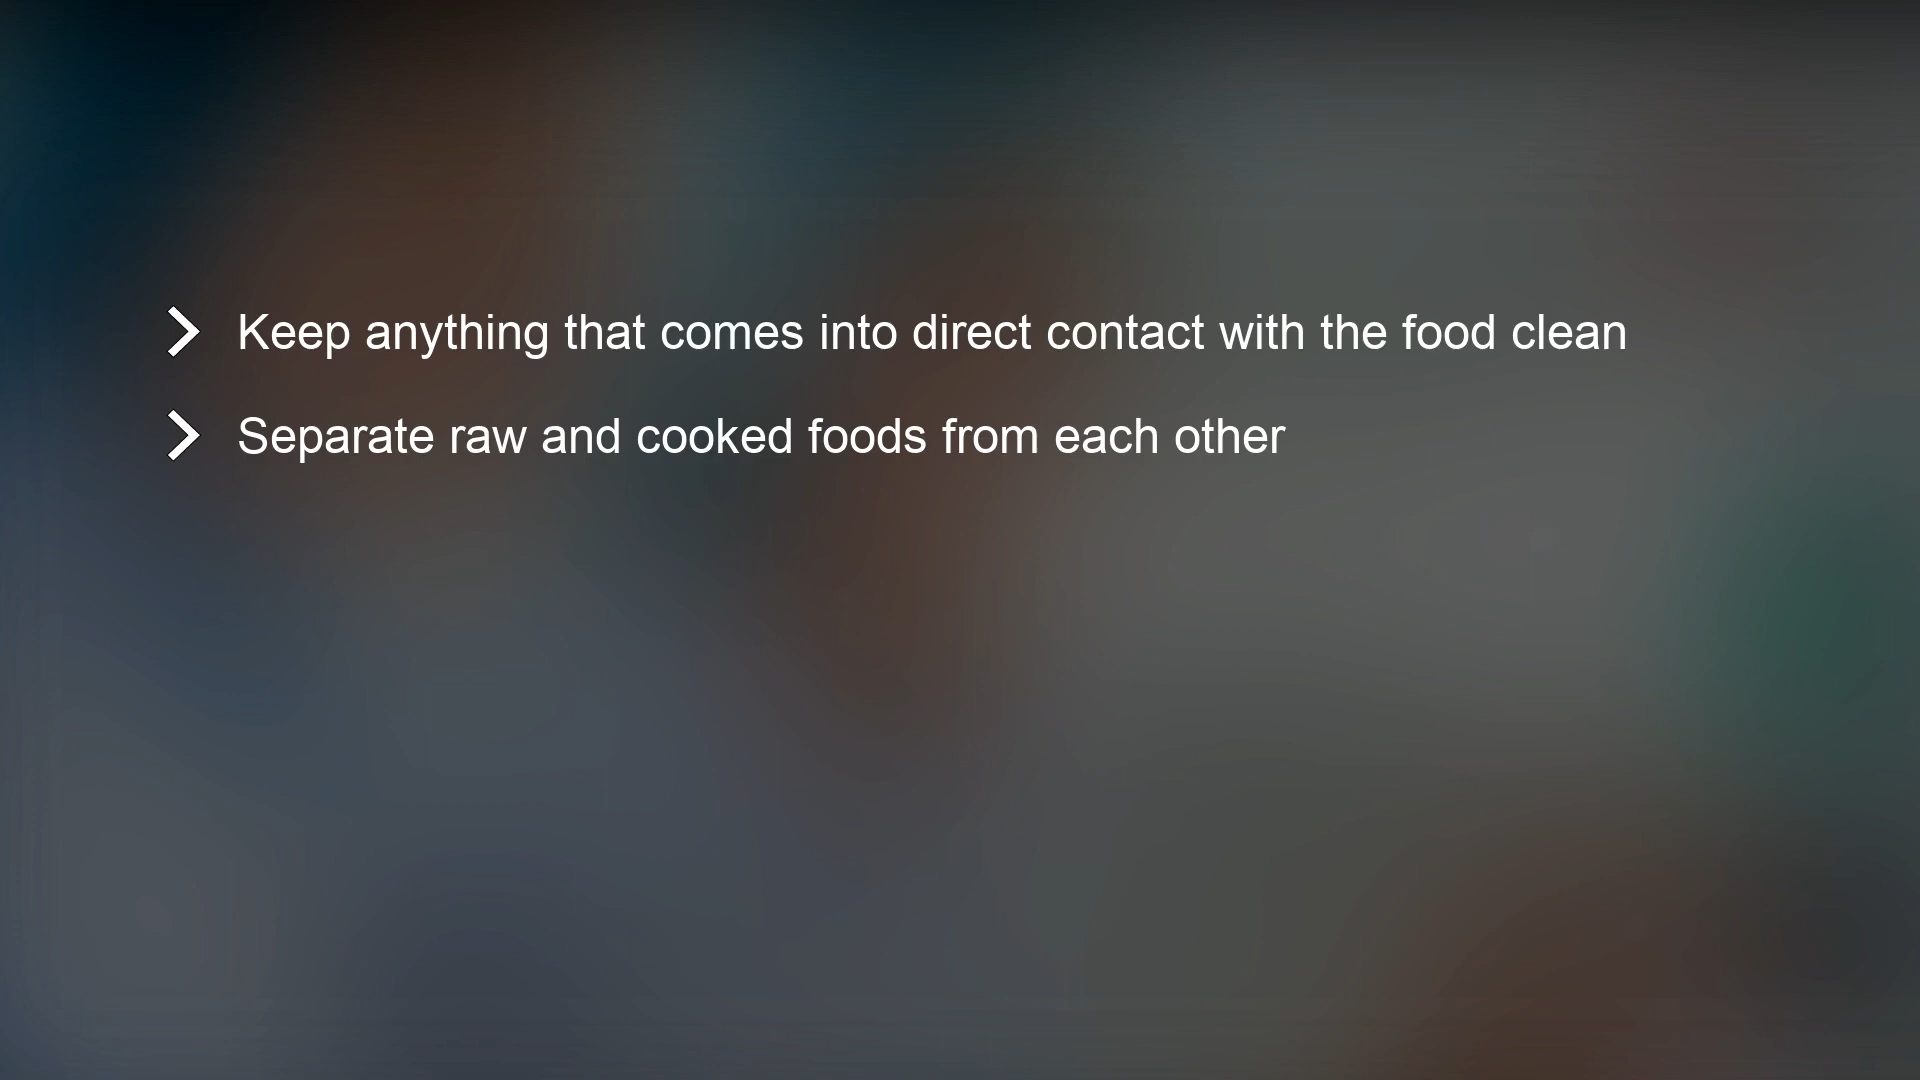 Keep anything that comes into direct contact with the food clean
Separate raw and cooked foods from each other